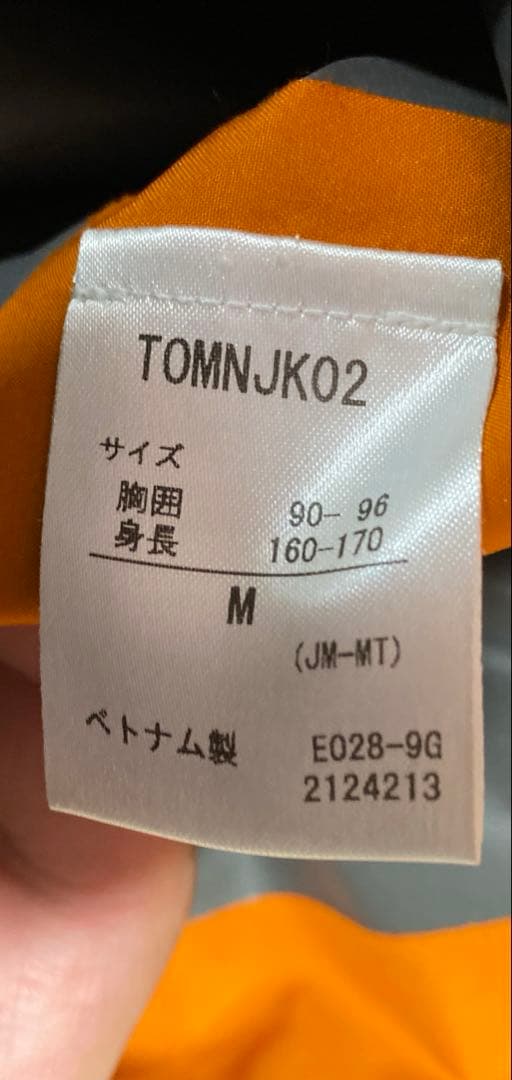 TOMNJK02
サイズ
胸囲 90- 96
身長 160-170
M
(JM-MT)
ベトナム製 E028-9G
2124213